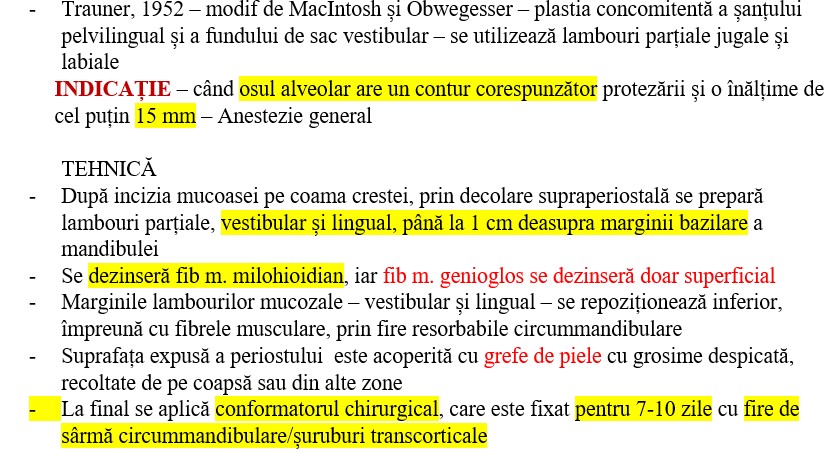 - Trauner, 1952 – modif de MacIntosh și Obwegesser – plastia concomitentă a șanțului
pelvilingual și a fundului de sac vestibular – se utilizează lambouri parțiale jugale și
labiale
INDICAȚIE – când osul alveolar are un contur corespunzător protezării și o înălțime de
cel puțin 15 mm – Anestezie general
TEHNICĂ
- După incizia mucoasei pe coama crestei, prin decolare supraperiostală se prepară
lambouri parțiale, vestibular și lingual, până la 1 cm deasupra marginii bazilare a
mandibulei
- Se dezinseră fib m. milohioidian, iar fib m. genioglos se dezinseră doar superficial
- Marginile lambourilor mucozale – vestibular și lingual – se repoziționează inferior,
împreună cu fibrele musculare, prin fire resorbabile circummandibulare
- Suprafața expusă a periostului este acoperită cu grefe de piele cu grosime despicată,
recoltate de pe coapsă sau din alte zone
- La final se aplică conformatorul chirurgical, care este fixat pentru 7-10 zile cu fire de
sârmă circummandibulare/șuruburi transcorticale